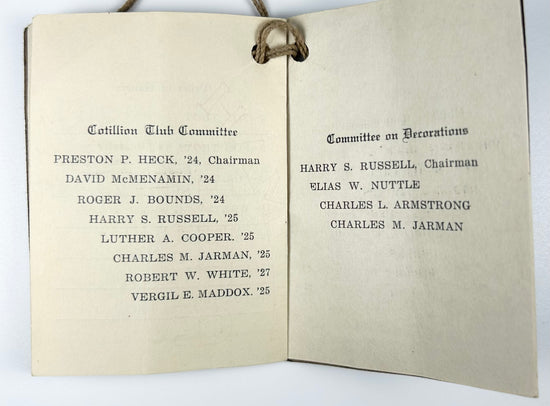 Cotillion Club Committee
PRESTON P. HECK, '24, Chairman
DAVID McMENAMIN, '24
ROGER J. BOUNDS, '24
HARRY S. RUSSELL, '25
LUTHER A. COOPER. '25
CHARLES M. JARMAN, '25
ROBERT W. WHITE, '27
VERGIL E. MADDOX. '25
Committee on Decorations
HARRY S. RUSSELL, Chairman
ELIAS W. NUTTLE
CHARLES L. ARMSTRONG
CHARLES M. JARMAN